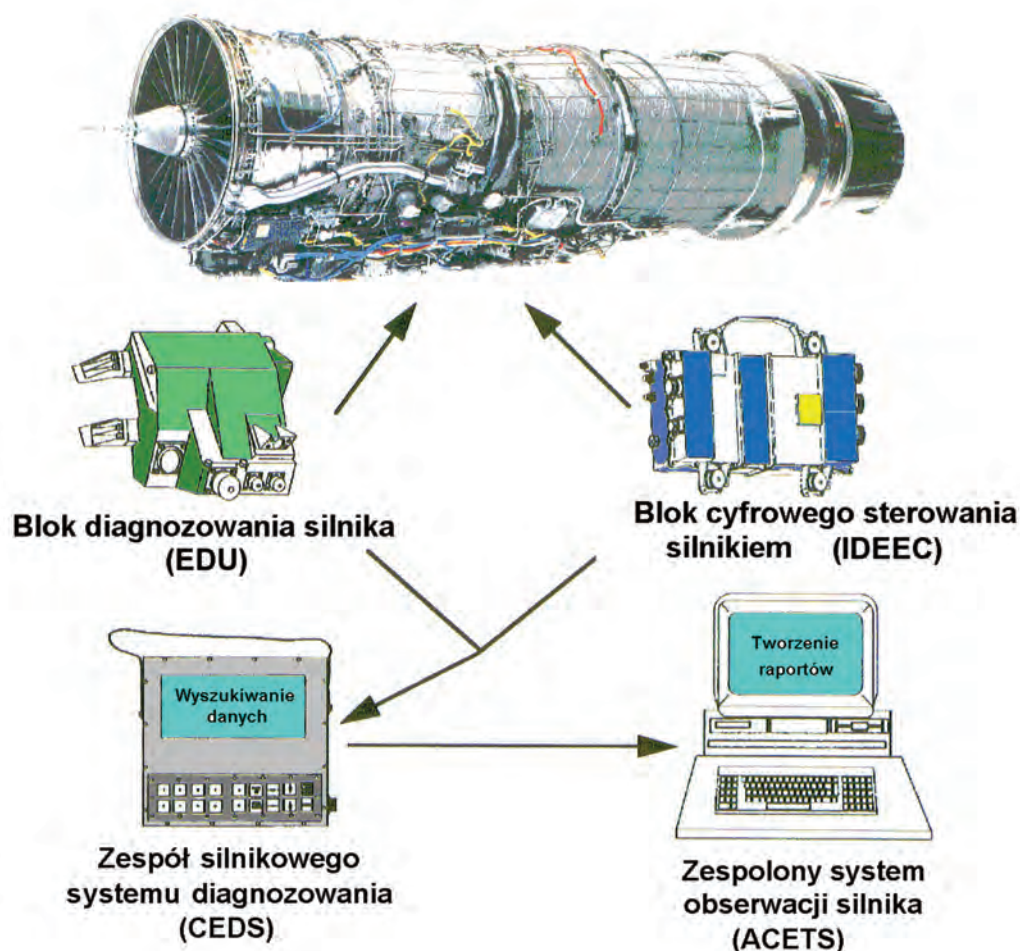 Blok diagnozowania silnika
(EDU)
Blok cyfrowego sterowania
silnikiem (IDEEC)
Wyszukiwanie
danych
Tworzenie
raportów
Zespół silnikowego
systemu diagnozowania
(CEDS)
Zespolony system
obserwacji silnika
(ACETS)